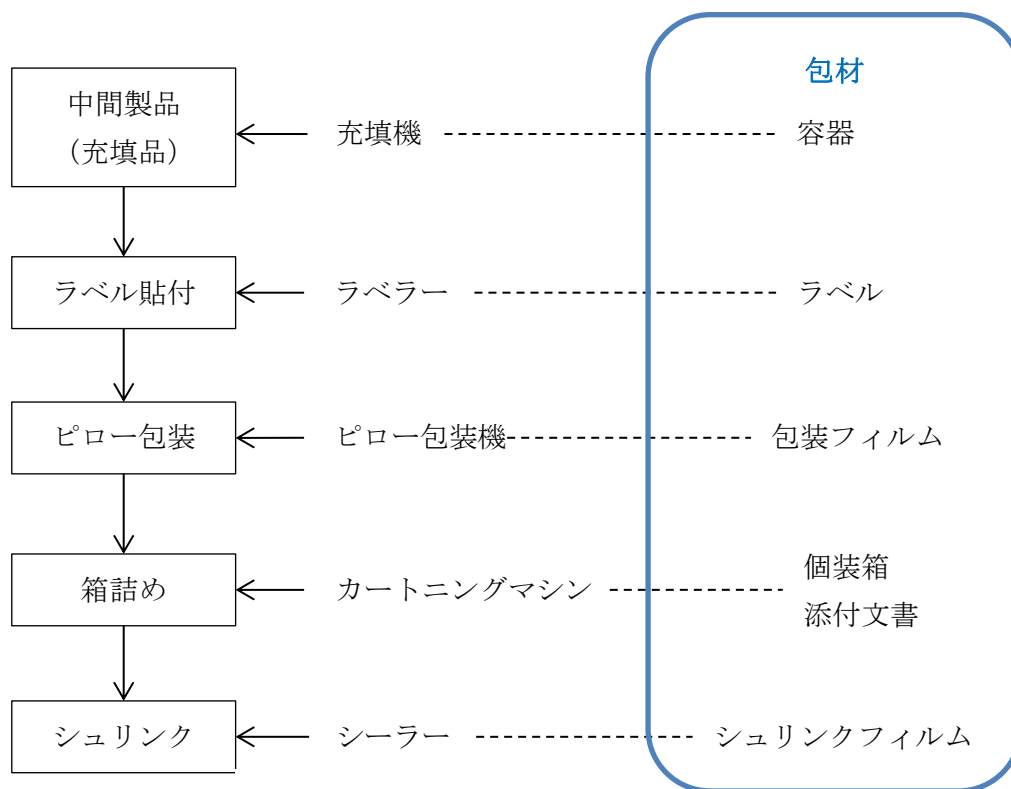 包材
中間製品
（充填品）
充填機
容器
ラベル貼付
ラベラー
ラベル
ピロー包装
ピロー包装機
包装フィルム
箱詰め
カートニングマシン
個装箱
添付文書
シュリンク
シーラー
シュリンクフィルム